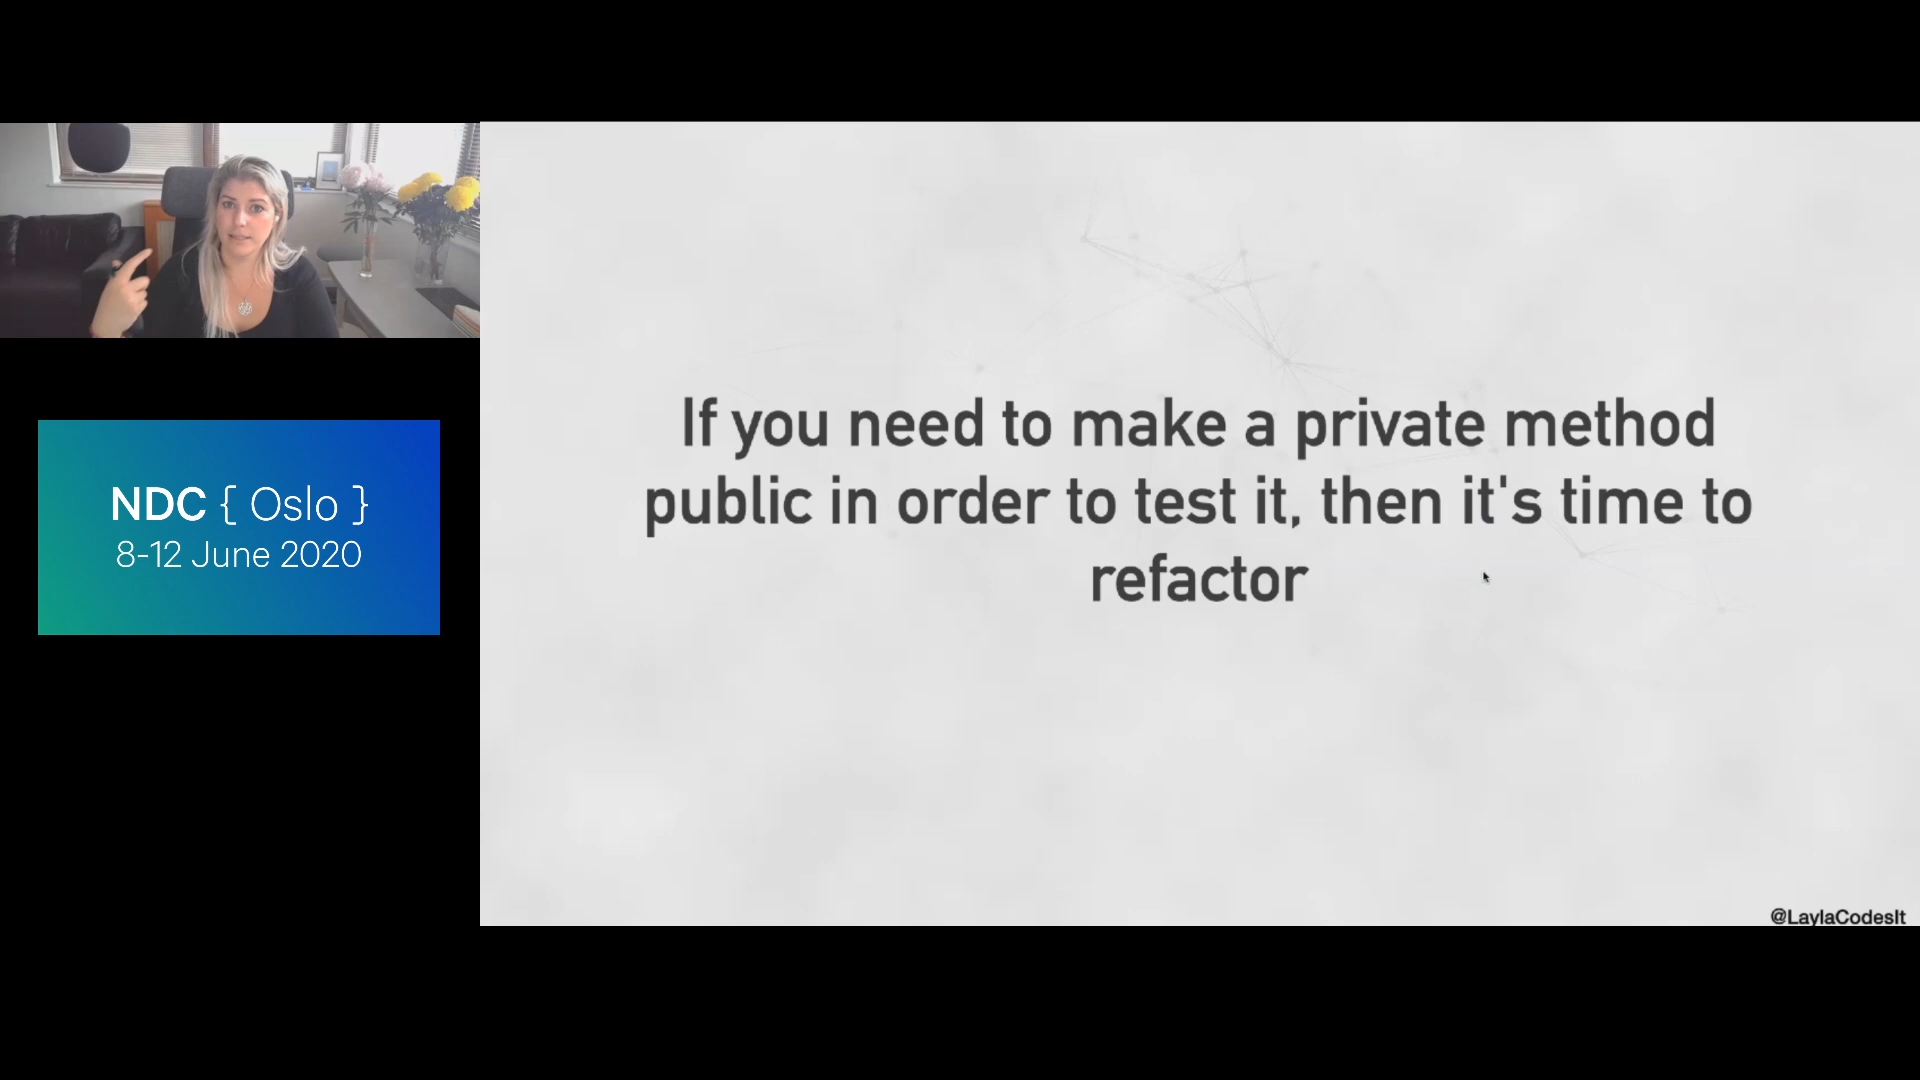 NDC { Oslo }
8-12 June 2020
If you need to make a private method
public in order to test it, then it's time to
refactor
@LaylaCodesIt